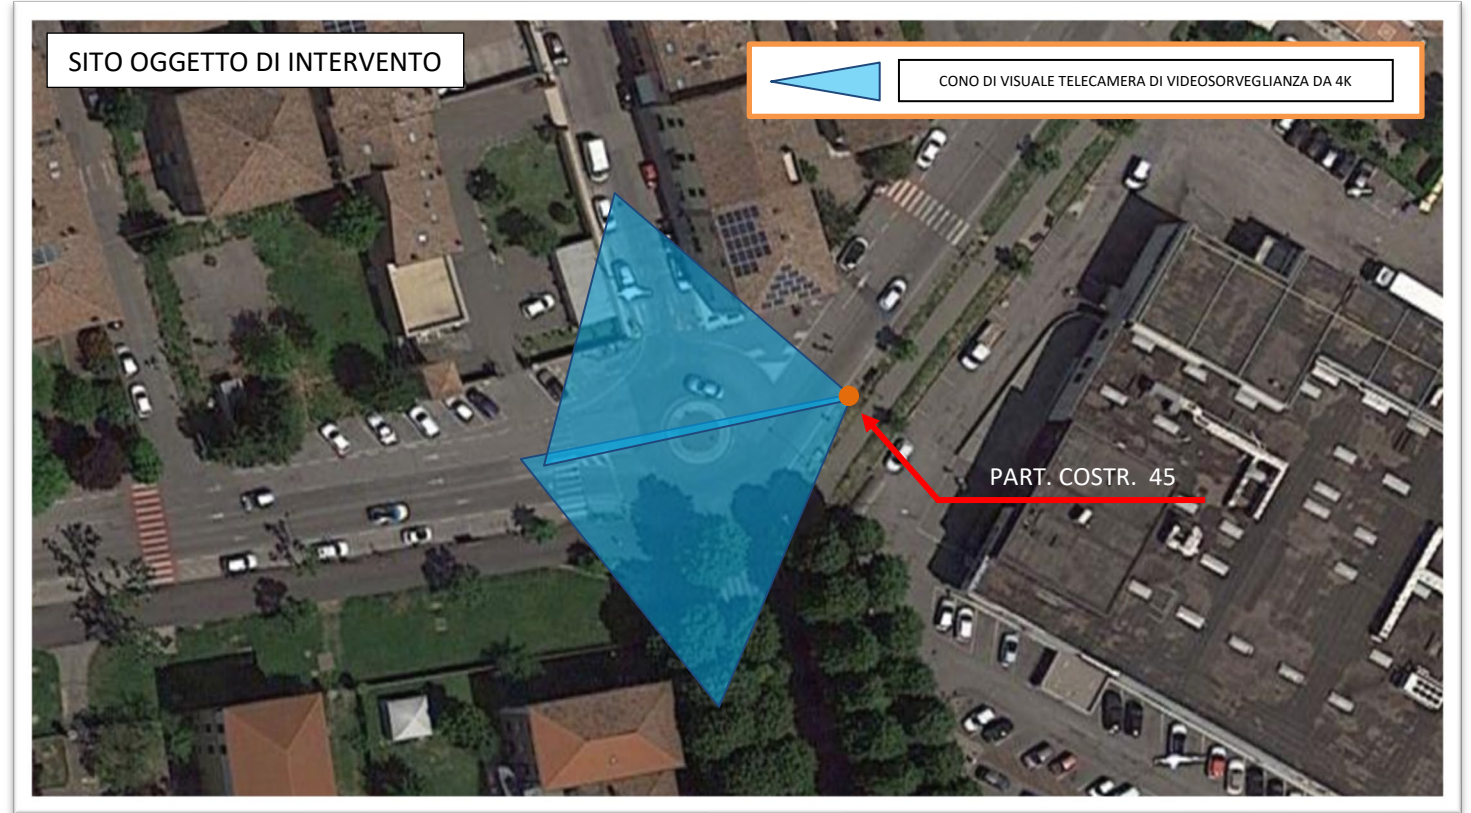 SITO OGGETTO DI INTERVENTO
CONO DI VISUALE TELECAMERA DI VIDEOSORVEGLIANZA DA 4K
PART. COSTR. 45